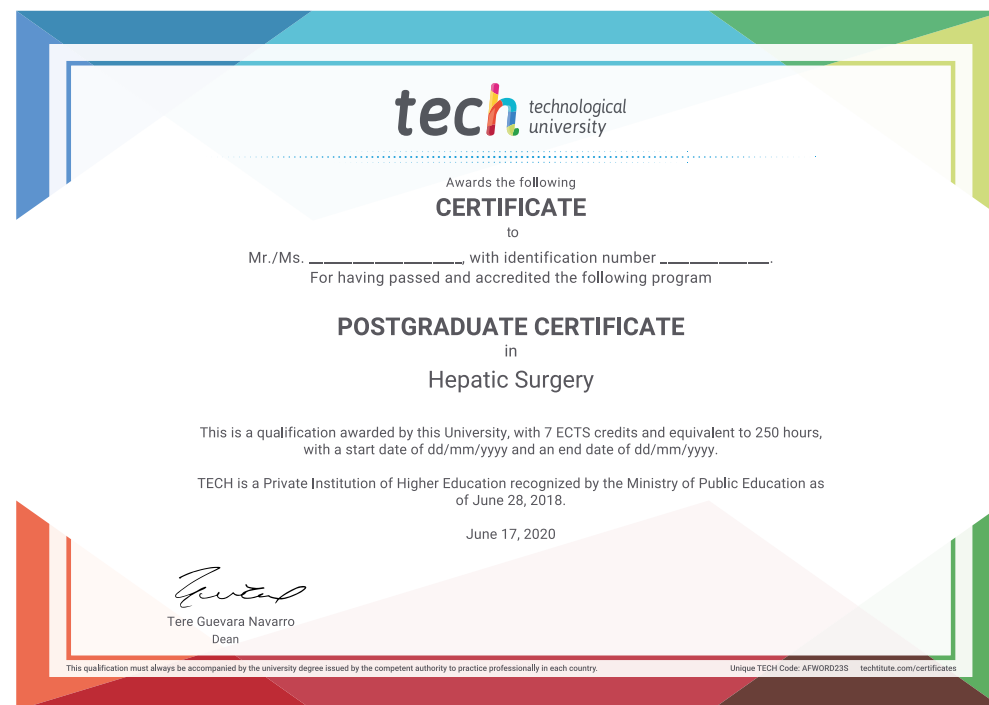 tech technological
university
Awards the following
CERTIFICATE
to
Mr./Ms. ____________________, with identification number ______________.
For having passed and accredited the following program
POSTGRADUATE CERTIFICATE
in
Hepatic Surgery
This is a qualification awarded by this University, with 7 ECTS credits and equivalent to 250 hours,
with a start date of dd/mm/yyyy and an end date of dd/mm/yyyy.
TECH is a Private Institution of Higher Education recognized by the Ministry of Public Education as
of June 28, 2018.
June 17, 2020
Tere Guevara Navarro
Dean
This qualification must always be accompanied by the university degree issued by the competent authority to practice professionally in each country.
Unique TECH Code: AFWORD23S techtitute.com/certificates